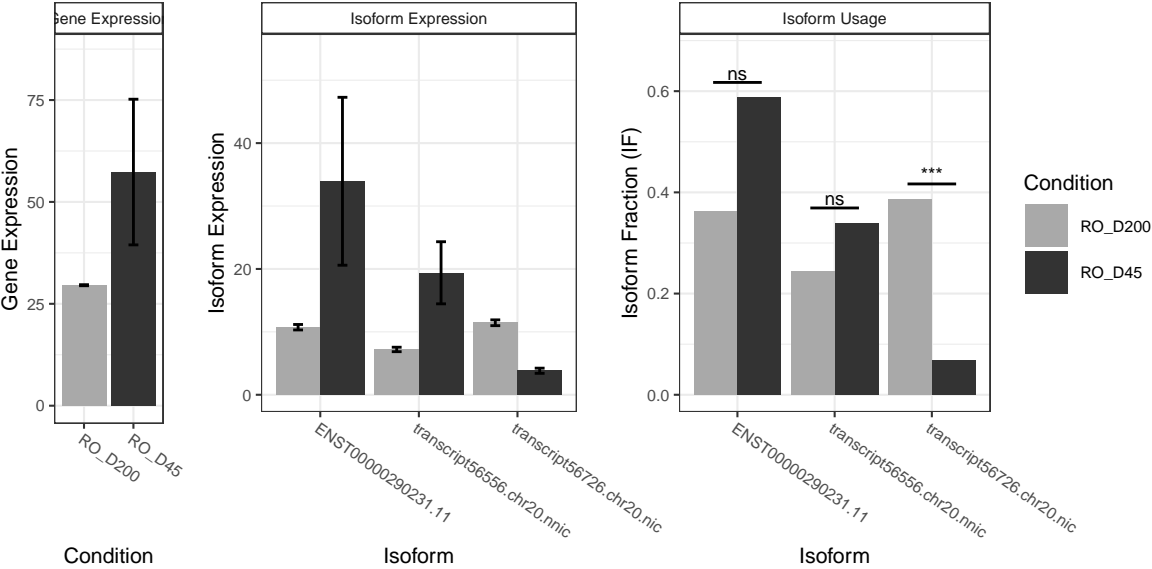 Gene Expression
Isoform Expression
Isoform Usage
Gene Expression
75
50
25
0
RO_D200
RO_D45
Condition
Isoform Expression
40
20
0
ENST00000290231.11
transcript56556.chr20.nnic
transcript56726.chr20.nic
Isoform
Isoform Fraction (IF)
0.6
0.4
0.2
0.0
ns
ns
***
ENST00000290231.11
transcript56556.chr20.nnic
transcript56726.chr20.nic
Isoform
Condition
RO_D200
RO_D45